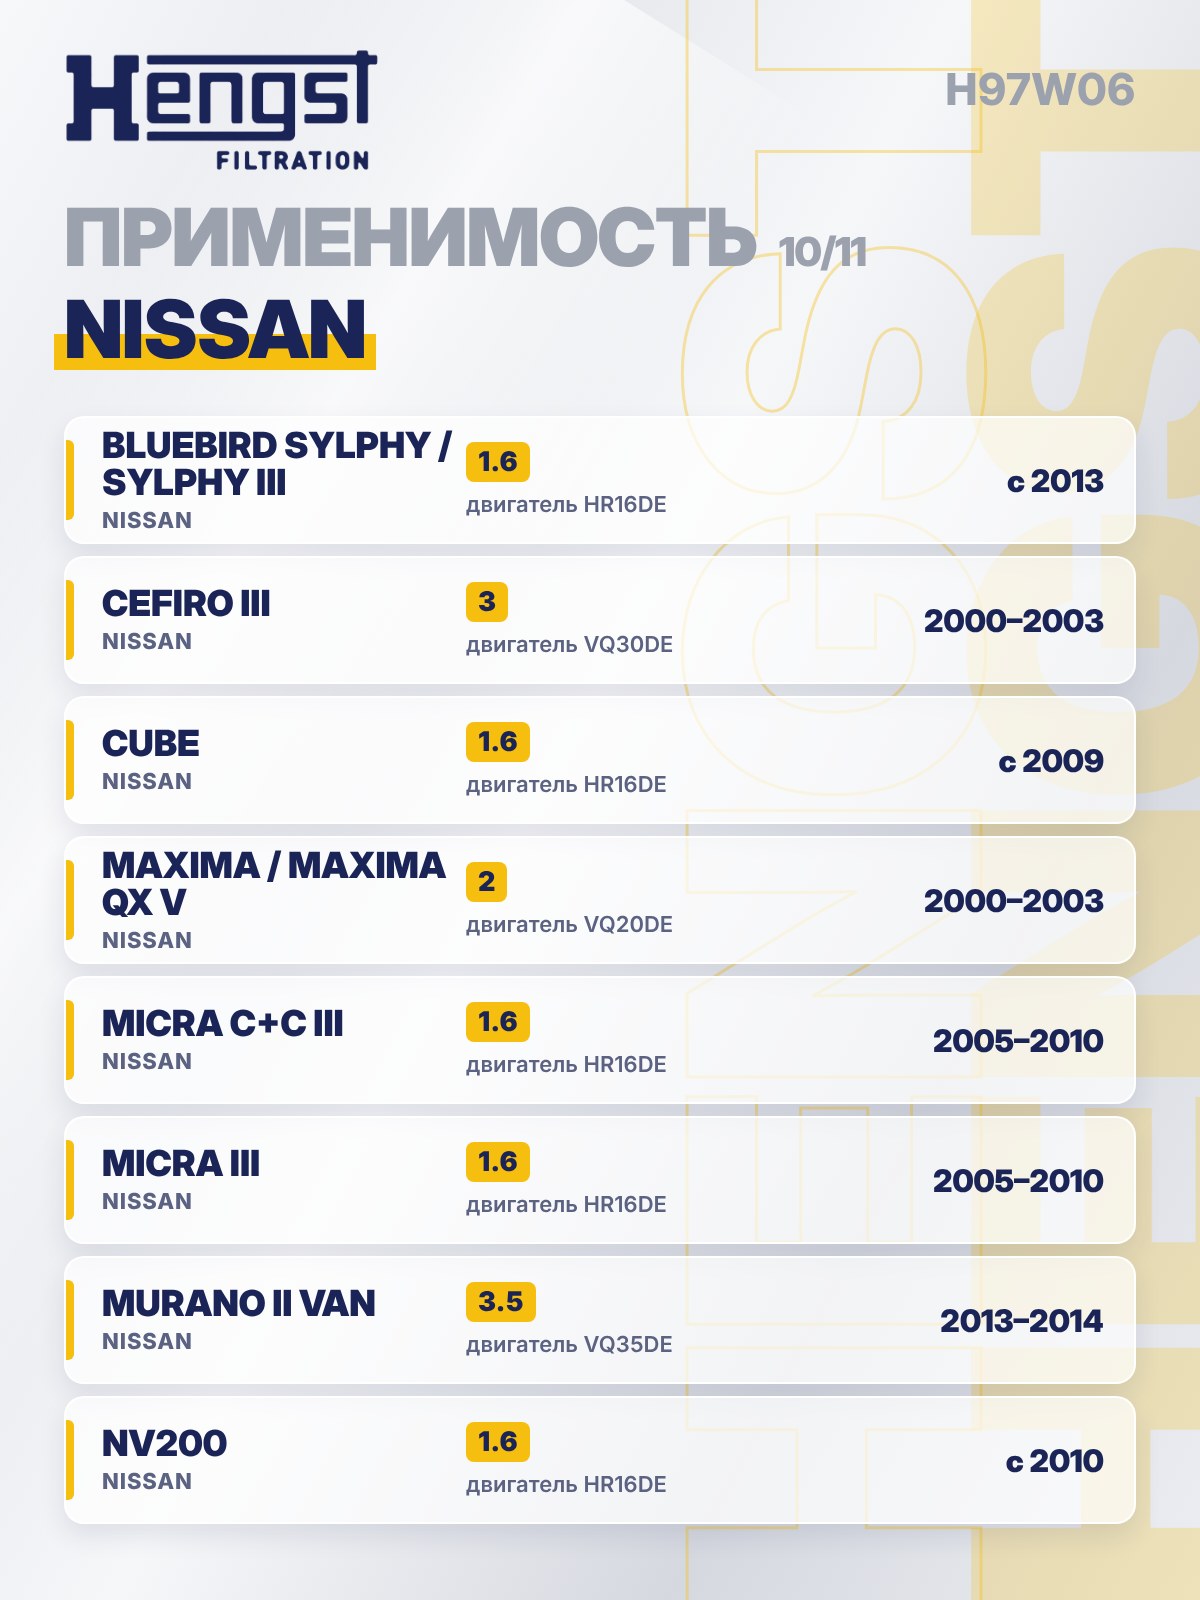 Hengst
FILTRATION
H97W06
ПРИМЕНИМОСТЬ 10/11
NISSAN
BLUEBIRD SYLPHY /
SYLPHY III
NISSAN
1.6
двигатель HR16DE
с 2013
CEFIRO III
NISSAN
3
двигатель VQ30DE
2000–2003
CUBE
NISSAN
1.6
двигатель HR16DE
с 2009
MAXIMA / MAXIMA
QX V
NISSAN
2
двигатель VQ20DE
2000–2003
MICRA C+C III
NISSAN
1.6
двигатель HR16DE
2005–2010
MICRA III
NISSAN
1.6
двигатель HR16DE
2005–2010
MURANO II VAN
NISSAN
3.5
двигатель VQ35DE
2013–2014
NV200
NISSAN
1.6
двигатель HR16DE
с 2010
HENGST
HENGST